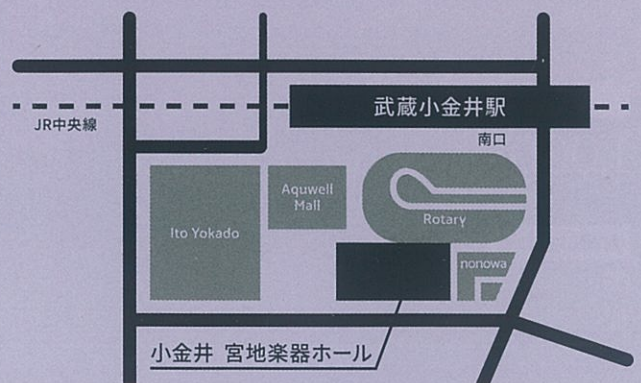 武蔵小金井駅
JR中央線
南口
Aquwell
Mall
Rotary
Ito Yokado
nonowa
小金井 宮地楽器ホール